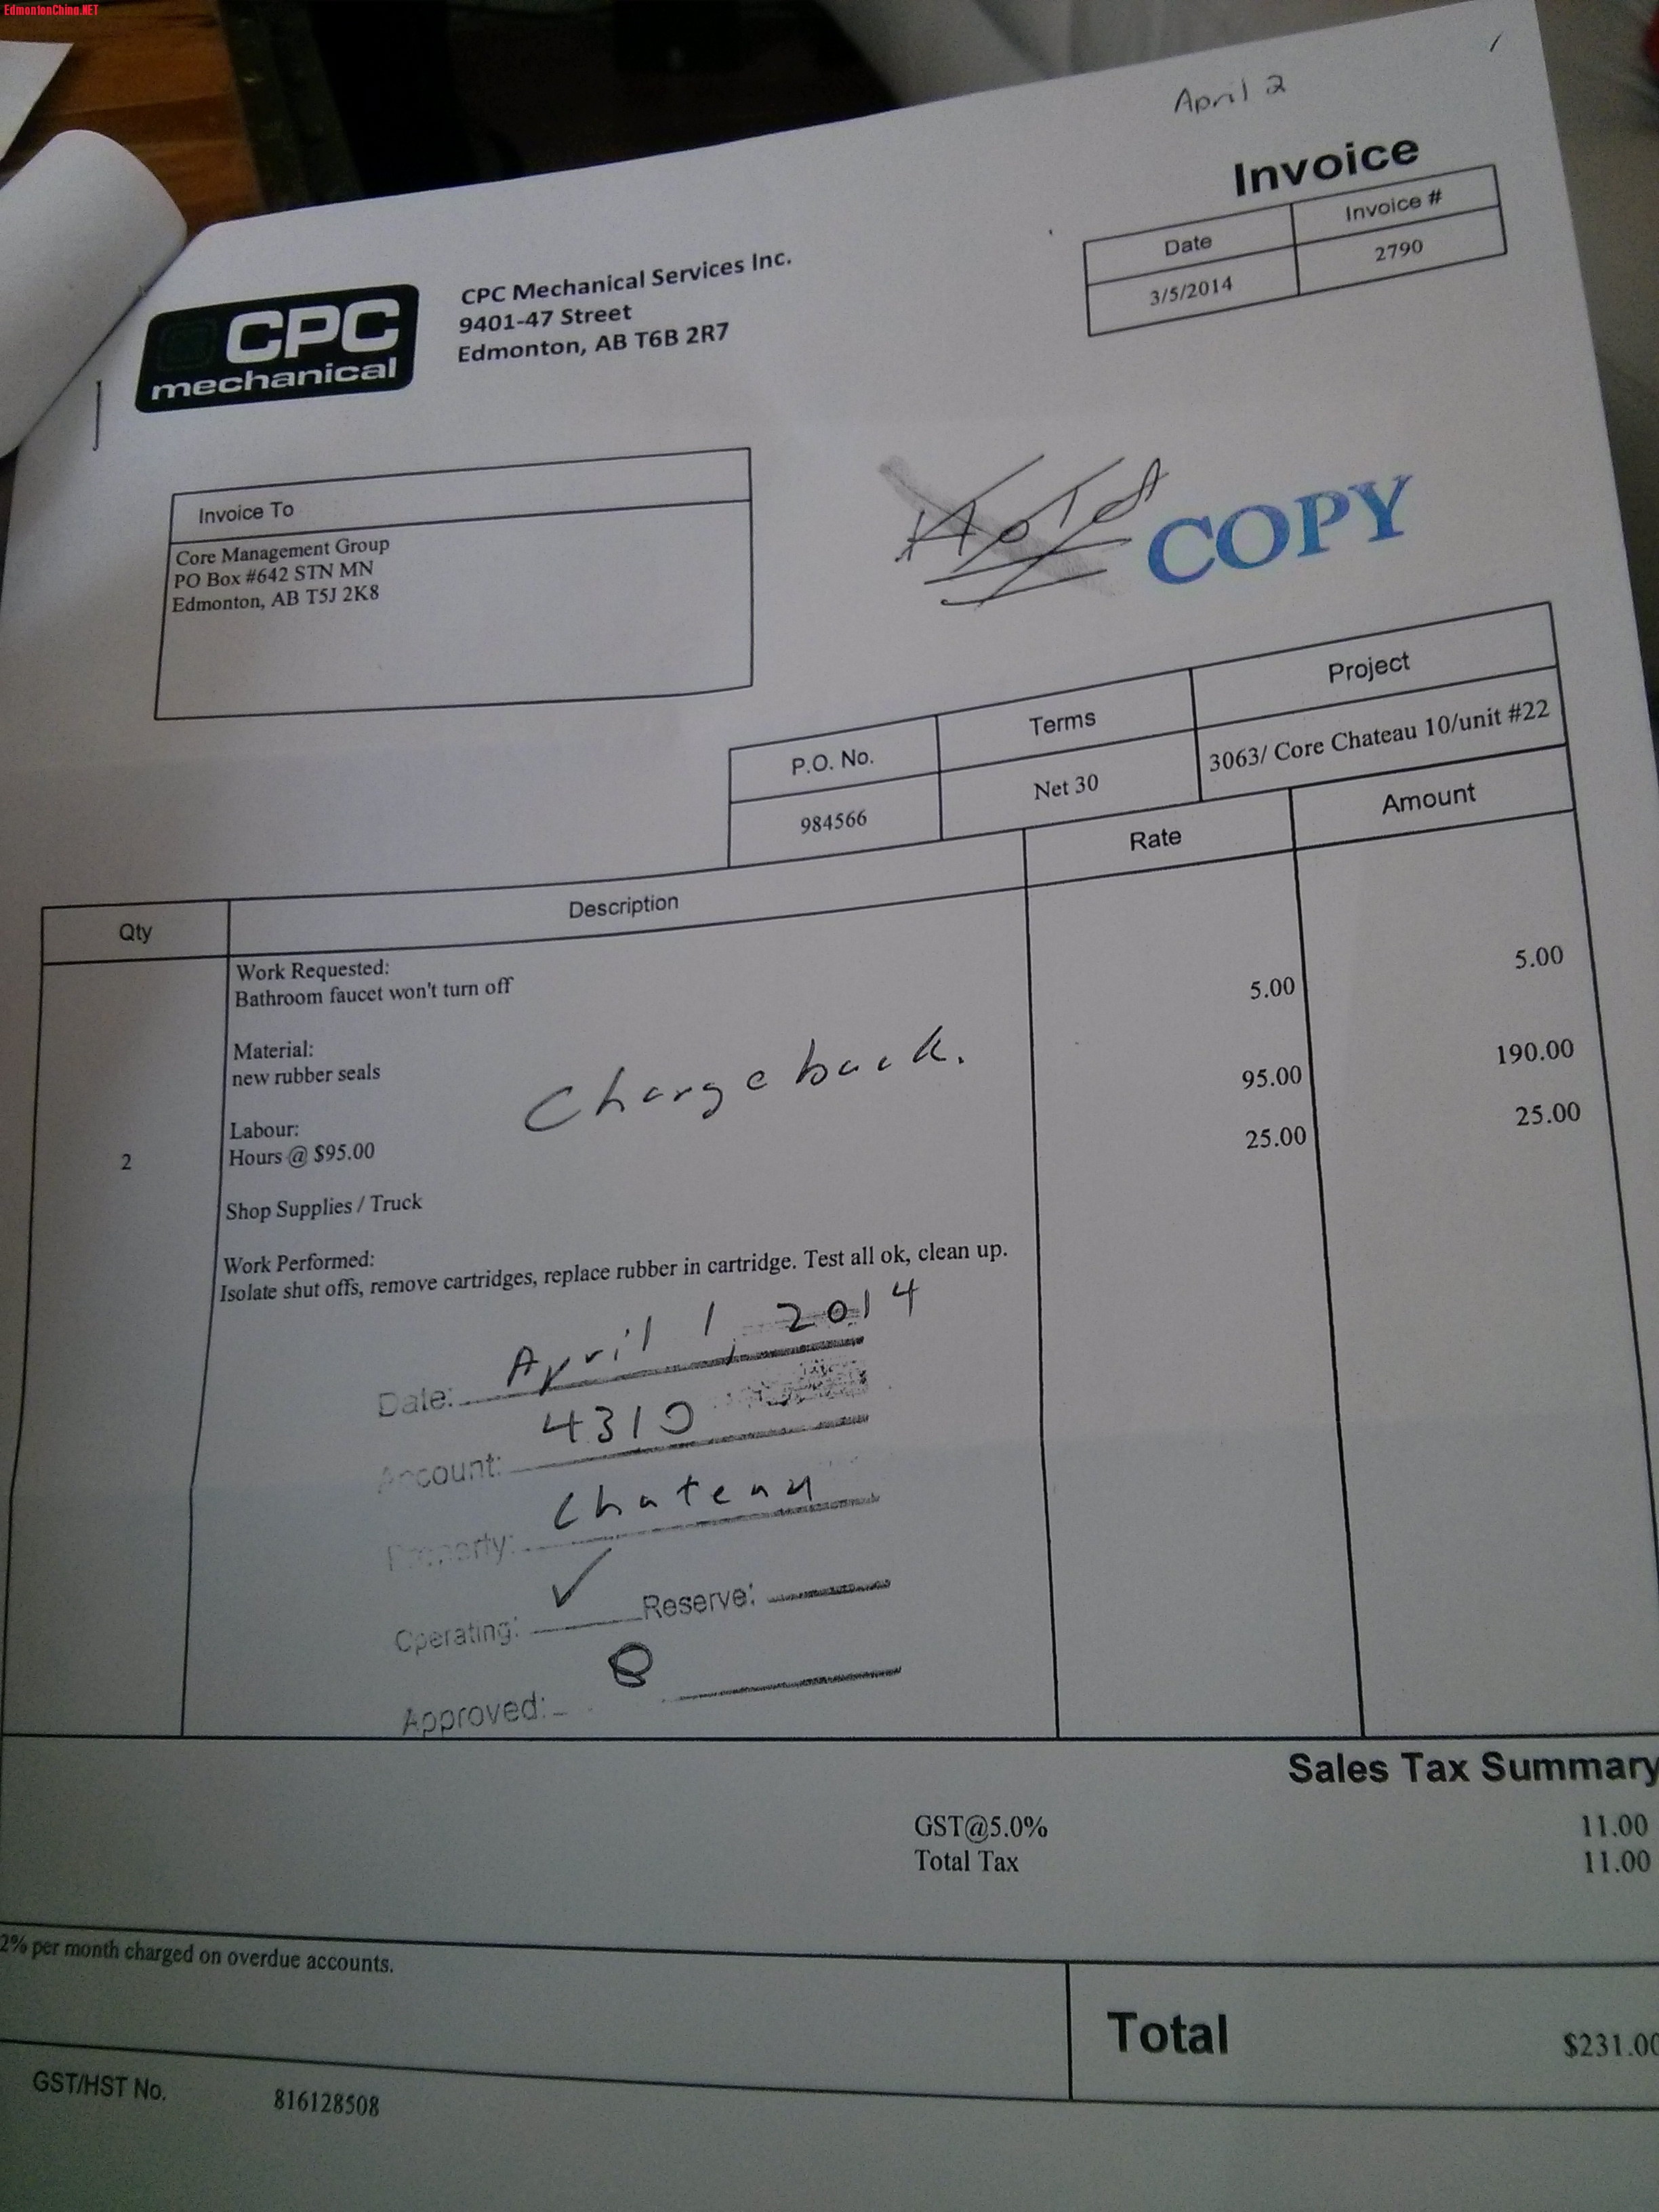 EdmontonChina.NET
April 2
Invoice
Date Invoice #
3/5/2014 2790
CPC
mechanical
CPC Mechanical Services Inc.
9401-47 Street
Edmonton, AB T6B 2R7
Invoice To
Core Management Group
PO Box #642 STN MN
Edmonton, AB T5J 2K8
COPY
P.O. No. Terms Project
984566 Net 30 3063/ Core Chateau 10/unit #22
Qty Description Rate Amount
Work Requested:
Bathroom faucet won't turn off
Material:
new rubber seals 5.00 5.00
Chargeback.
Labour:
2 Hours @ $95.00 95.00 190.00
Shop Supplies / Truck 25.00 25.00
Work Performed:
Isolate shut offs, remove cartridges, replace rubber in cartridge. Test all ok, clean up.
Date: April 1, 2014
Account: 4310
Property: Chateau
Operating: ✓ Reserve:
Approved:
Sales Tax Summary
GST@5.0% 11.00
Total Tax 11.00
2% per month charged on overdue accounts.
Total $231.00
GST/HST No. 816128508